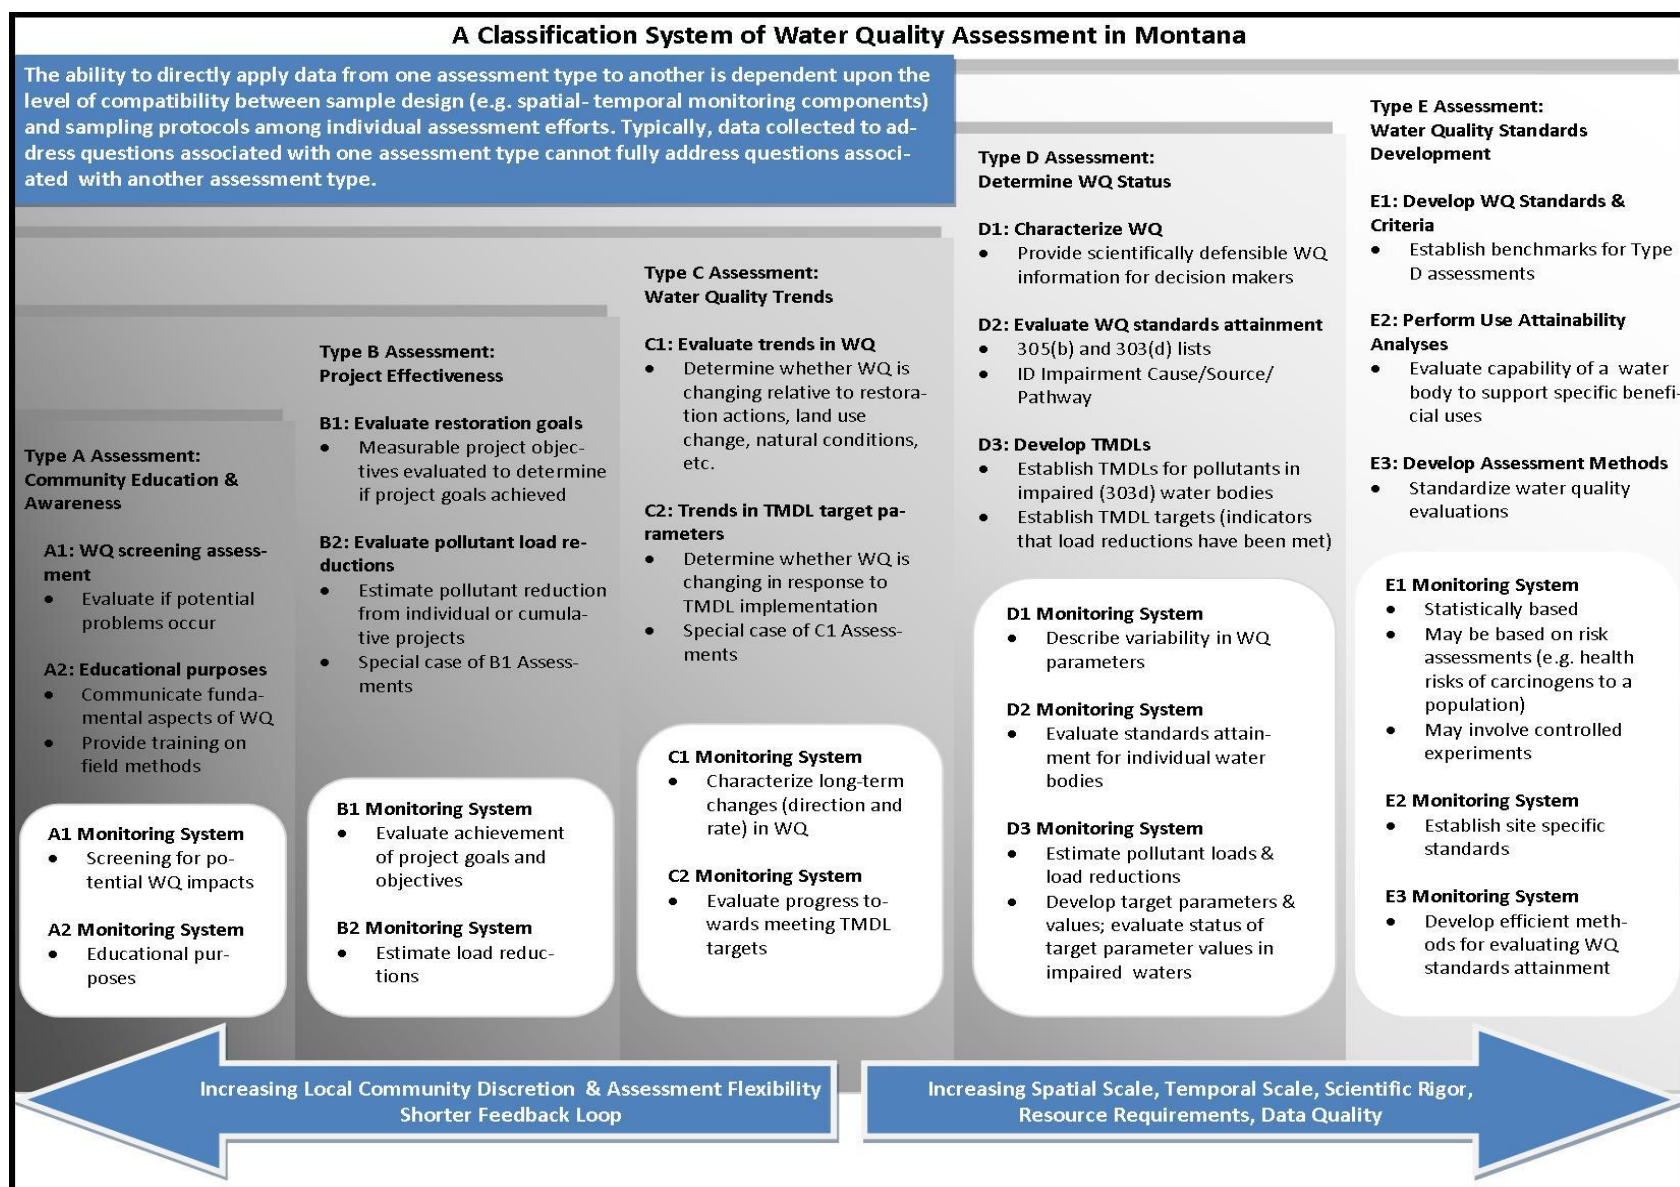 A Classification System of Water Quality Assessment in Montana
The ability to directly apply data from one assessment type to another is dependent upon the
level of compatibility between sample design (e.g. spatial- temporal monitoring components)
and sampling protocols among individual assessment efforts. Typically, data collected to ad-
dress questions associated with one assessment type cannot fully address questions associ-
ated with another assessment type.
Type A Assessment:
Community Education &
Awareness
A1: WQ screening assess-
ment
• Evaluate if potential
problems occur
A2: Educational purposes
• Communicate funda-
mental aspects of WQ
• Provide training on
field methods
A1 Monitoring System
• Screening for po-
tential WQ impacts
A2 Monitoring System
• Educational pur-
poses
Type B Assessment:
Project Effectiveness
B1: Evaluate restoration goals
• Measurable project objec-
tives evaluated to determine
if project goals achieved
B2: Evaluate pollutant load re-
ductions
• Estimate pollutant reduction
from individual or cumula-
tive projects
• Special case of B1 Assess-
ments
B1 Monitoring System
• Evaluate achievement
of project goals and
objectives
B2 Monitoring System
• Estimate load reduc-
tions
Type C Assessment:
Water Quality Trends
C1: Evaluate trends in WQ
• Determine whether WQ is
changing relative to restora-
tion actions, land use
change, natural conditions,
etc.
C2: Trends in TMDL target pa-
rameters
• Determine whether WQ is
changing in response to
TMDL implementation
• Special case of C1 Assess-
ments
C1 Monitoring System
• Characterize long-term
changes (direction and
rate) in WQ
C2 Monitoring System
• Evaluate progress to-
wards meeting TMDL
targets
Type D Assessment:
Determine WQ Status
D1: Characterize WQ
• Provide scientifically defensible WQ
information for decision makers
D2: Evaluate WQ standards attainment
• 305(b) and 303(d) lists
• ID Impairment Cause/Source/
Pathway
D3: Develop TMDLs
• Establish TMDLs for pollutants in
impaired (303d) water bodies
• Establish TMDL targets (indicators
that load reductions have been met)
D1 Monitoring System
• Describe variability in WQ
parameters
D2 Monitoring System
• Evaluate standards attain-
ment for individual water
bodies
D3 Monitoring System
• Estimate pollutant loads &
load reductions
• Develop target parameters &
values; evaluate status of
target parameter values in
impaired waters
Type E Assessment:
Water Quality Standards
Development
E1: Develop WQ Standards &
Criteria
• Establish benchmarks for Type
D assessments
E2: Perform Use Attainability
Analyses
• Evaluate capability of a water
body to support specific benefi-
cial uses
E3: Develop Assessment Methods
• Standardize water quality
evaluations
E1 Monitoring System
• Statistically based
• May be based on risk
assessments (e.g. health
risks of carcinogens to a
population)
• May involve controlled
experiments
E2 Monitoring System
• Establish site specific
standards
E3 Monitoring System
• Develop efficient meth-
ods for evaluating WQ
standards attainment
Increasing Local Community Discretion & Assessment Flexibility
Shorter Feedback Loop
Increasing Spatial Scale, Temporal Scale, Scientific Rigor,
Resource Requirements, Data Quality